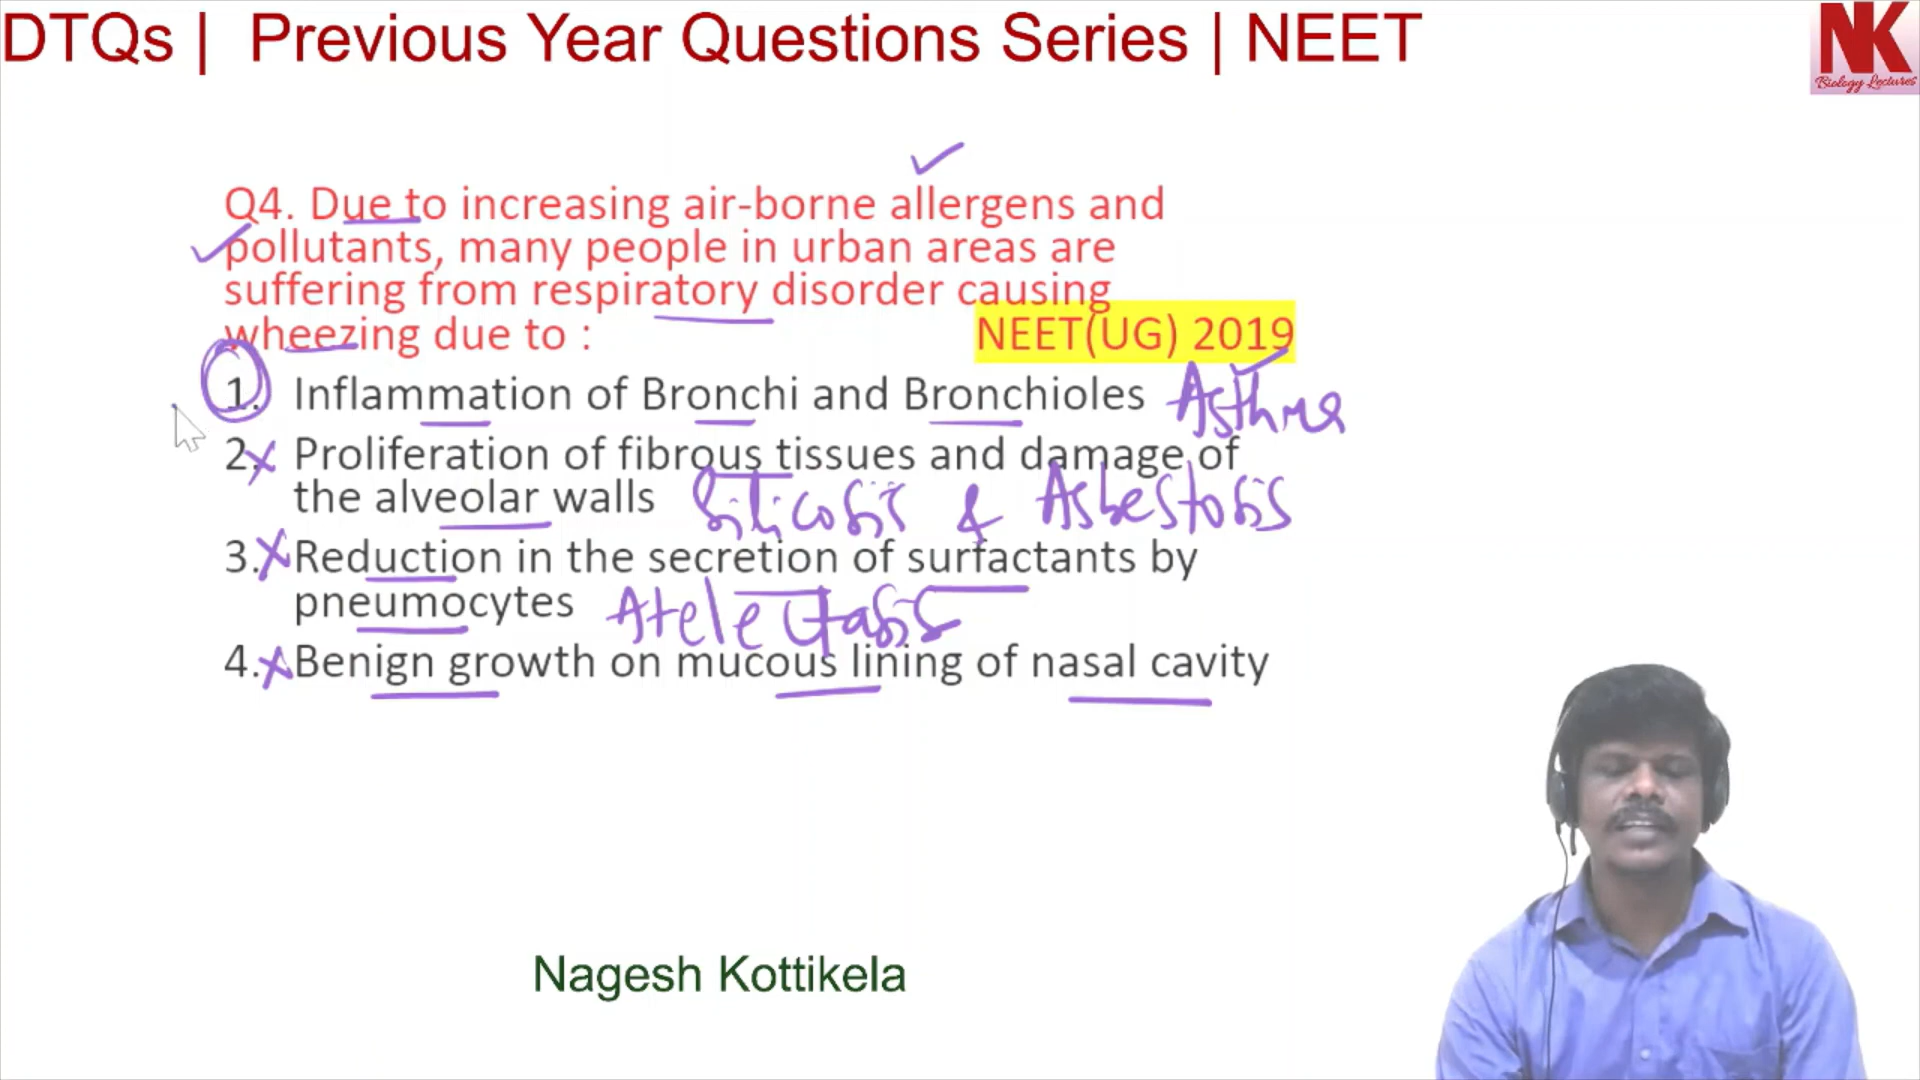 DTQs | Previous Year Questions Series | NEET
NK
Biology Lectures
Q4. Due to increasing air-borne allergens and
pollutants, many people in urban areas are
suffering from respiratory disorder causing
wheezing due to :
NEET(UG) 2019
1. Inflammation of Bronchi and Bronchioles
Asthma
2. Proliferation of fibrous tissues and damage of
the alveolar walls
Silicosis & Asbestosis
3. Reduction in the secretion of surfactants by
pneumocytes
Atelectasis
4. Benign growth on mucous lining of nasal cavity
Nagesh Kottikela